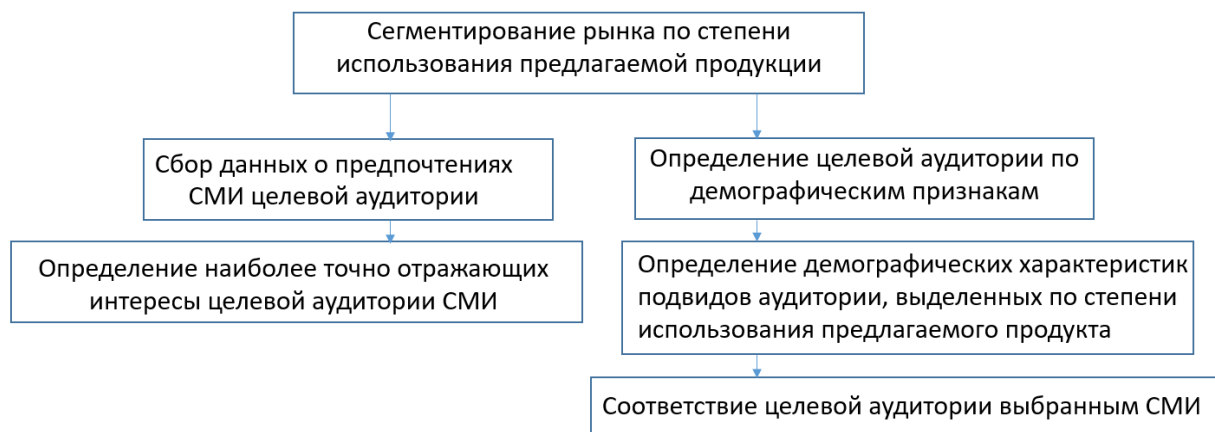 Сегментирование рынка по степени
использования предлагаемой продукции
Сбор данных о предпочтениях
СМИ целевой аудитории
Определение наиболее точно отражающих
интересы целевой аудитории СМИ
Определение целевой аудитории по
демографическим признакам
Определение демографических характеристик
подвидов аудитории, выделенных по степени
использования предлагаемого продукта
Соответствие целевой аудитории выбранным СМИ